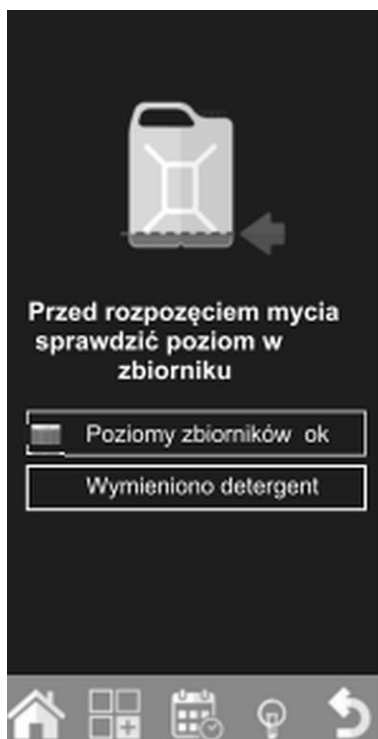 Przed rozpozęciem mycia
sprawdzić poziom w
zbiorniku
Poziomy zbiorników ok
Wymieniono detergent